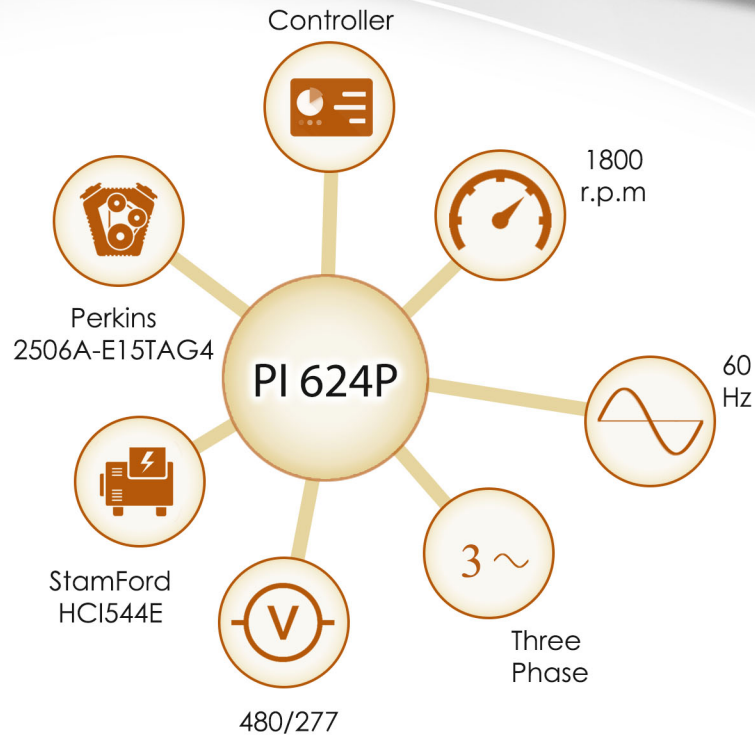 Controller
1800
r.p.m
Perkins
2506A-E15TAG4
PI 624P
60
Hz
StamFord
HCI544E
V
3 ~
Three
Phase
480/277